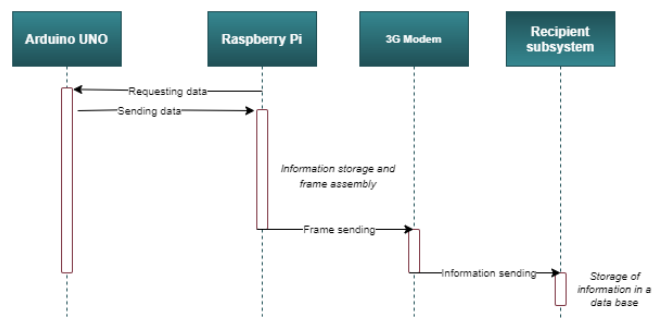 Arduino UNO
Raspberry Pi
3G Modem
Recipient
subsystem
Requesting data
Sending data
Information storage and
frame assembly
Frame sending
Information sending
Storage of
information in a
data base